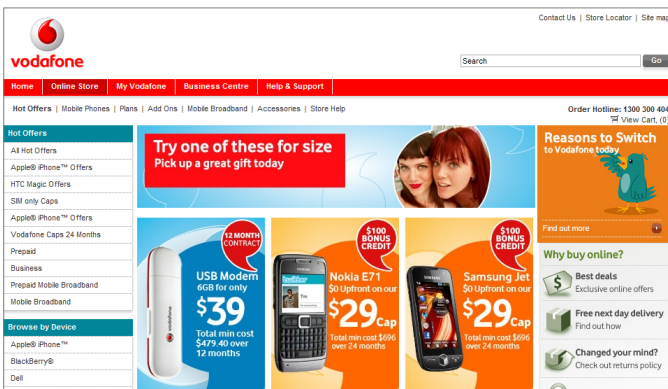 Contact Us | Store Locator | Site map
vodafone
Search
Go
Home
Online Store
My Vodafone
Business Centre
Help & Support
Hot Offers | Mobile Phones | Plans | Add Ons | Mobile Broadband | Accessories | Store Help
Order Hotline: 1300 300 404
View Cart, (0)
Hot Offers
All Hot Offers
Apple® iPhone™ Offers
HTC Magic Offers
SIM only Caps
Apple® iPhone™ Offers
Vodafone Caps 24 Months
Prepaid
Business
Prepaid Mobile Broadband
Mobile Broadband
Browse by Device
Apple® iPhone™
BlackBerry®
Dell
Try one of these for size
Pick up a great gift today
12 MONTH
CONTRACT
USB Modem
6GB for only
$39
Total min cost
$479.40 over
12 months
vodafone
$100
BONUS
CREDIT
Nokia E71
$0 Upfront on our
$29Cap
Total min cost $696
over 24 months
$100
BONUS
CREDIT
Samsung Jet
$0 Upfront on our
$29Cap
Total min cost $696
over 24 months
Reasons to Switch
to Vodafone today
Find out more
Why buy online?
Best deals
Exclusive online offers
Free next day delivery
Find out how
Changed your mind?
Check out returns policy